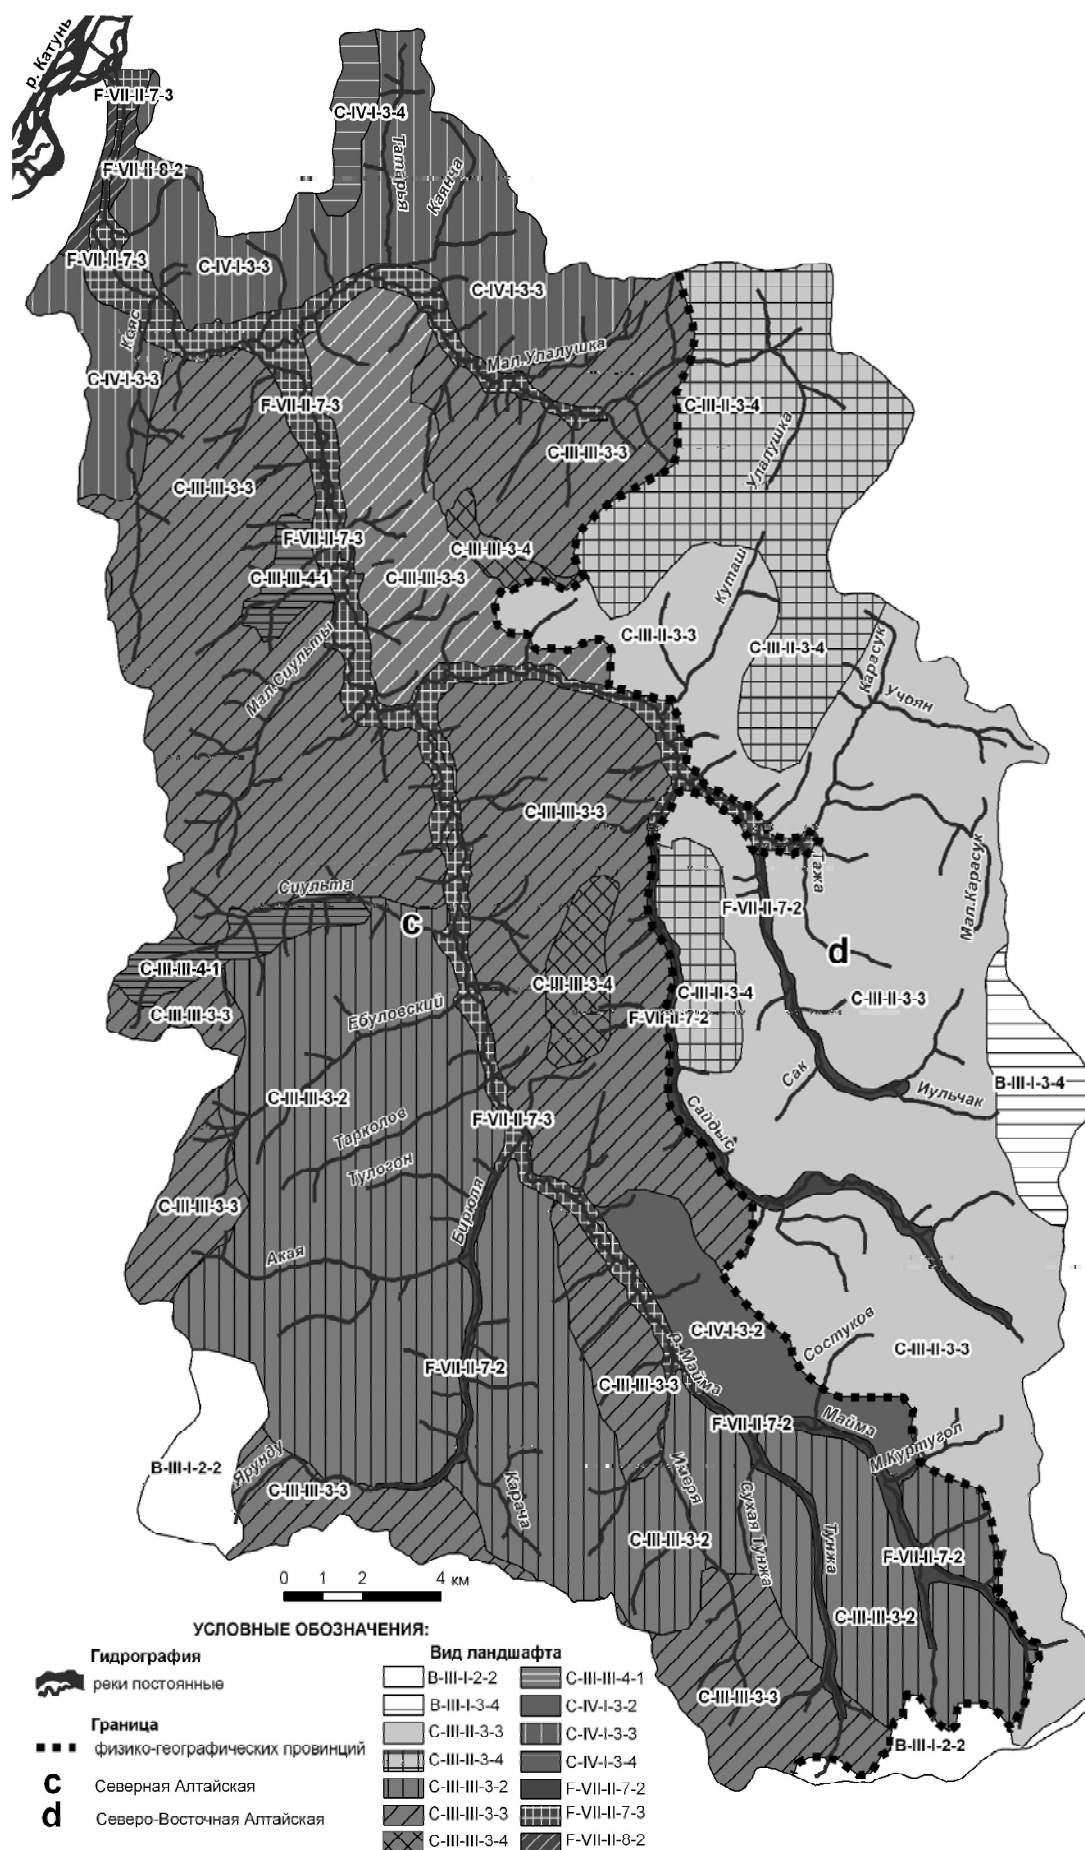 р. Катунь
F-VII-II-7-3
C-IV-I-3-4
Татарья
Каянча
F-VII-II-8-2
F-VII-II-7-3
C-IV-I-3-3
C-IV-I-3-3
Кояс
Мал.Улалушка
C-IV-I-3-3
F-VII-II-7-3
C-III-II-3-4
C-III-III-3-3
Улалушка
C-III-III-3-3
F-VII-II-7-3
C-III-III-3-4
C-III-III-4-1
C-III-III-3-3
Куташ
C-III-II-3-3
C-III-II-3-4
Карасук
Мал.Сиульты
Учоян
C-III-III-3-3
Тажа
Мал.Карасук
Сиульта
c
F-VII-II-7-2
d
C-III-III-4-1
C-III-III-3-4
C-III-II-3-4
C-III-II-3-3
C-III-III-3-3
Ебуловский
F-VII-II-7-2
Сак
B-III-I-3-4
Иульчак
C-III-III-3-2
Тарколов
F-VII-II-7-3
Сайдыс
Тулогон
C-III-III-3-3
Бирюля
Акая
C-IV-I-3-2
Состуков
C-III-II-3-3
F-VII-II-7-2
р. Майма
C-III-III-3-3
F-VII-II-7-2
Майма
М.Куртугол
B-III-I-2-2
Ярунду
C-III-III-3-3
Карача
Имеря
Сухая Тунжа
Тунжа
C-III-III-3-2
F-VII-II-7-2
C-III-III-3-2
0 1 2 4 км
C-III-III-3-3
B-III-I-2-2
УСЛОВНЫЕ ОБОЗНАЧЕНИЯ:
Гидрография
реки постоянные
Граница
физико-географических провинций
c Северная Алтайская
d Северо-Восточная Алтайская
Вид ландшафта
B-III-I-2-2
B-III-I-3-4
C-III-II-3-3
C-III-II-3-4
C-III-III-3-2
C-III-III-3-3
C-III-III-3-4
C-III-III-4-1
C-IV-I-3-2
C-IV-I-3-3
C-IV-I-3-4
F-VII-II-7-2
F-VII-II-7-3
F-VII-II-8-2